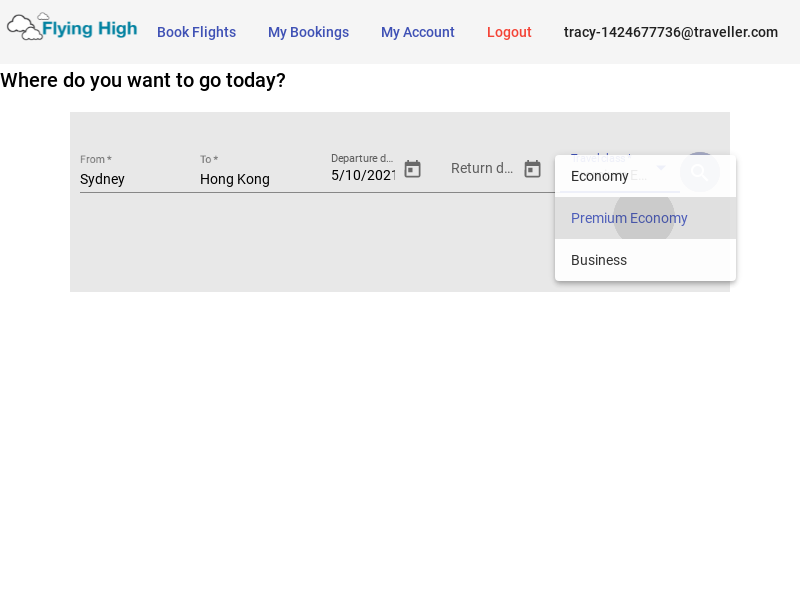 Flying High
Book Flights
My Bookings
My Account
Logout
tracy-1424677736@traveller.com
Where do you want to go today?
From *
To *
Departure d...
Sydney
Hong Kong
5/10/2021
Return d...
Economy
Premium Economy
Business